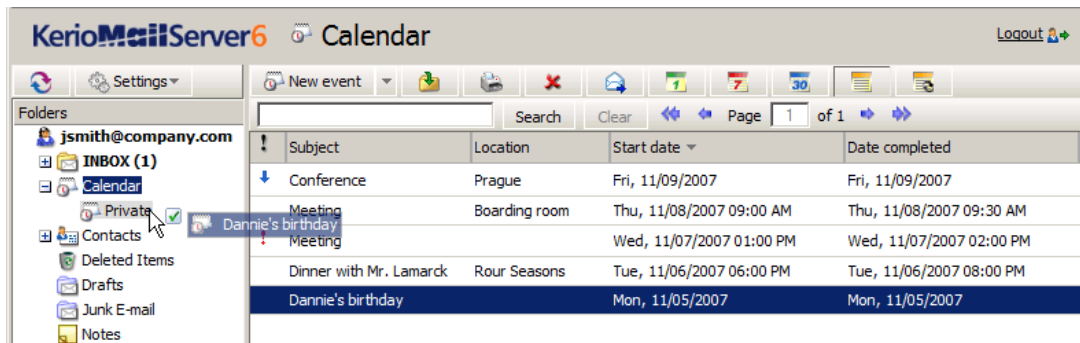 KerioMailServer6 Calendar Logout
Settings New event 1 7 30
Folders Search Clear Page 1 of 1
jsmith@company.com ! Subject Location Start date Date completed
INBOX (1)
Calendar Conference Prague Fri, 11/09/2007 Fri, 11/09/2007
Private Dannie's birthday Meeting Boarding room Thu, 11/08/2007 09:00 AM Thu, 11/08/2007 09:30 AM
Contacts ! Meeting Wed, 11/07/2007 01:00 PM Wed, 11/07/2007 02:00 PM
Deleted Items Dinner with Mr. Lamarck Rour Seasons Tue, 11/06/2007 06:00 PM Tue, 11/06/2007 08:00 PM
Drafts
Junk E-mail Dannie's birthday Mon, 11/05/2007 Mon, 11/05/2007
Notes